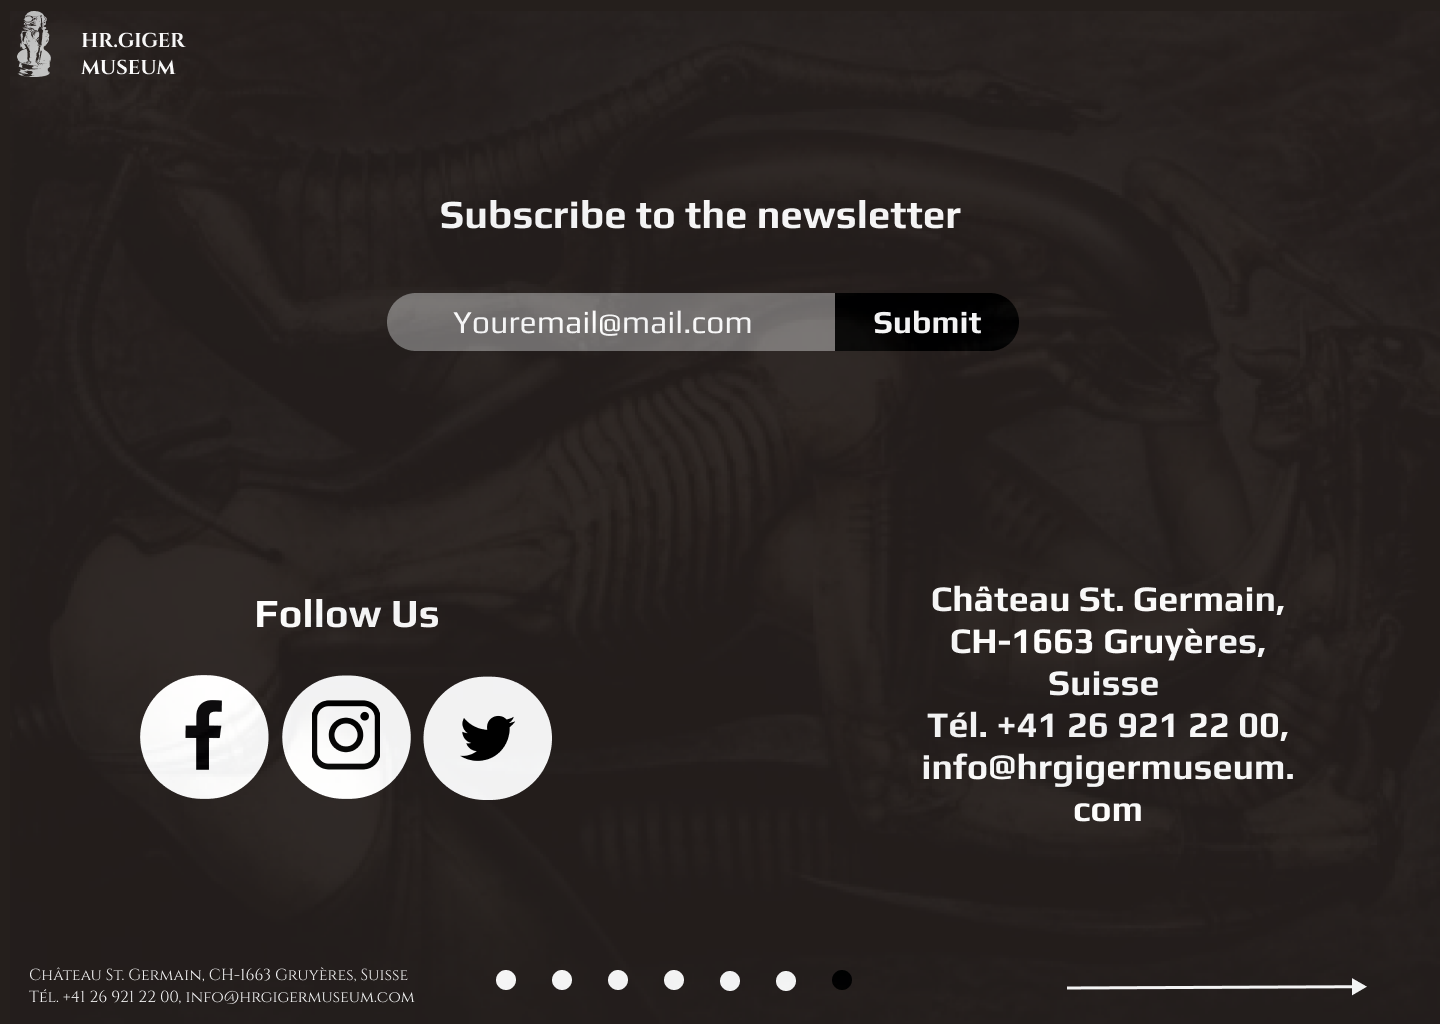 HR.GIGER
MUSEUM
Subscribe to the newsletter
Youremail@mail.com
Submit
Follow Us
Château St. Germain,
CH-1663 Gruyères,
Suisse
Tél. +41 26 921 22 00,
info@hrgigermuseum.
com
Château St. Germain, CH-1663 Gruyères, Suisse
Tél. +41 26 921 22 00, info@hrgigermuseum.com